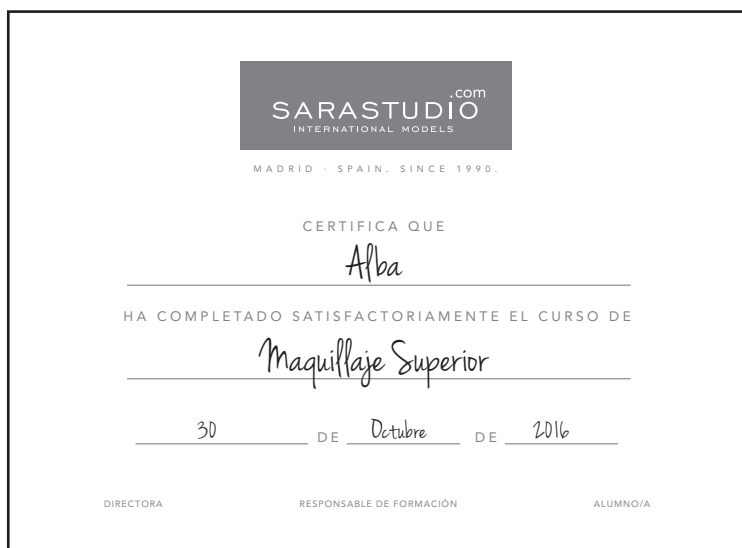 .com
SARASTUDIO
INTERNATIONAL MODELS
MADRID · SPAIN. SINCE 1990.
CERTIFICA QUE
Alba
HA COMPLETADO SATISFACTORIAMENTE EL CURSO DE
Maquillaje Superior
30 DE Octubre DE 2016
DIRECTORA RESPONSABLE DE FORMACIÓN ALUMNO/A